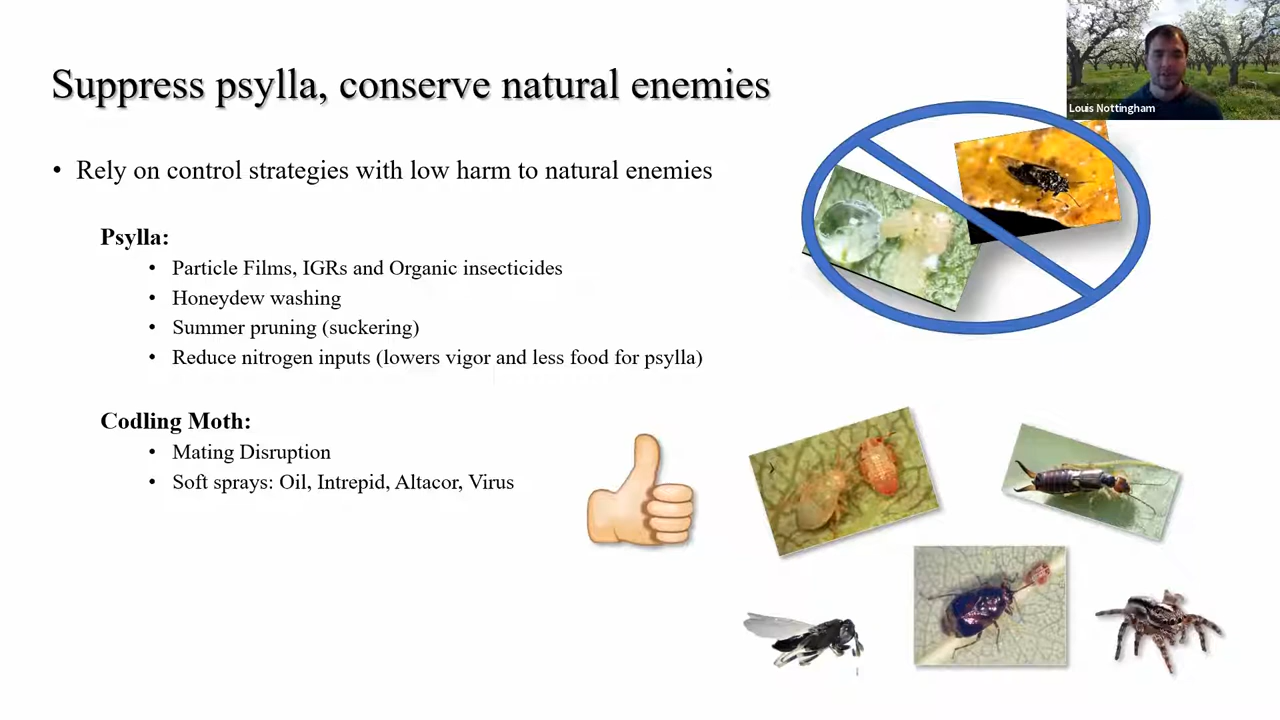 Suppress psylla, conserve natural enemies
Louis Nottingham
• Rely on control strategies with low harm to natural enemies
Psylla:
• Particle Films, IGRs and Organic insecticides
• Honeydew washing
• Summer pruning (suckering)
• Reduce nitrogen inputs (lowers vigor and less food for psylla)
Codling Moth:
• Mating Disruption
• Soft sprays: Oil, Intrepid, Altacor, Virus